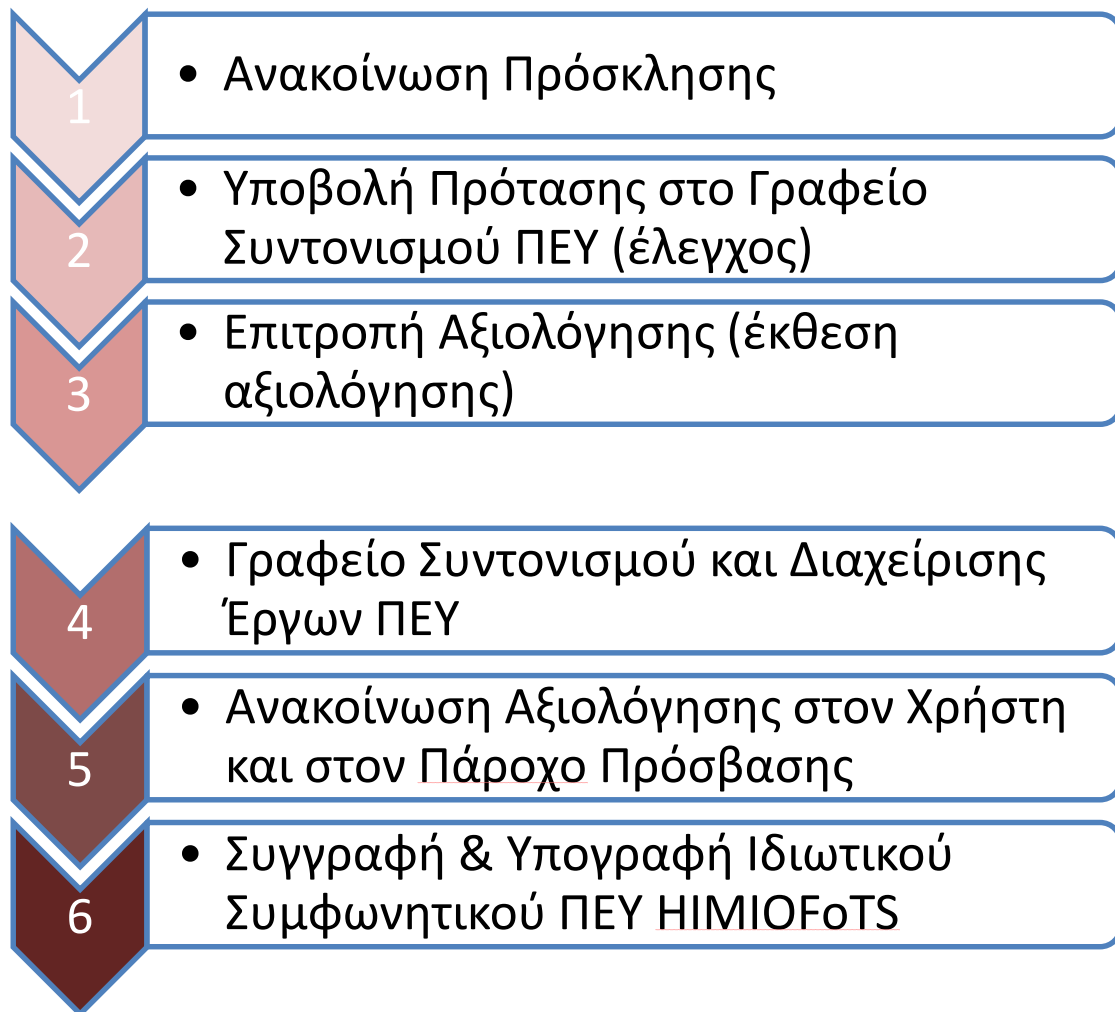 1
• Ανακοίνωση Πρόσκλησης
2
• Υποβολή Πρότασης στο Γραφείο
Συντονισμού ΠΕΥ (έλεγχος)
3
• Επιτροπή Αξιολόγησης (έκθεση
αξιολόγησης)
4
• Γραφείο Συντονισμού και Διαχείρισης
Έργων ΠΕΥ
5
• Ανακοίνωση Αξιολόγησης στον Χρήστη
και στον Πάροχο Πρόσβασης
6
• Συγγραφή & Υπογραφή Ιδιωτικού
Συμφωνητικού ΠΕΥ HIMIOFoTS